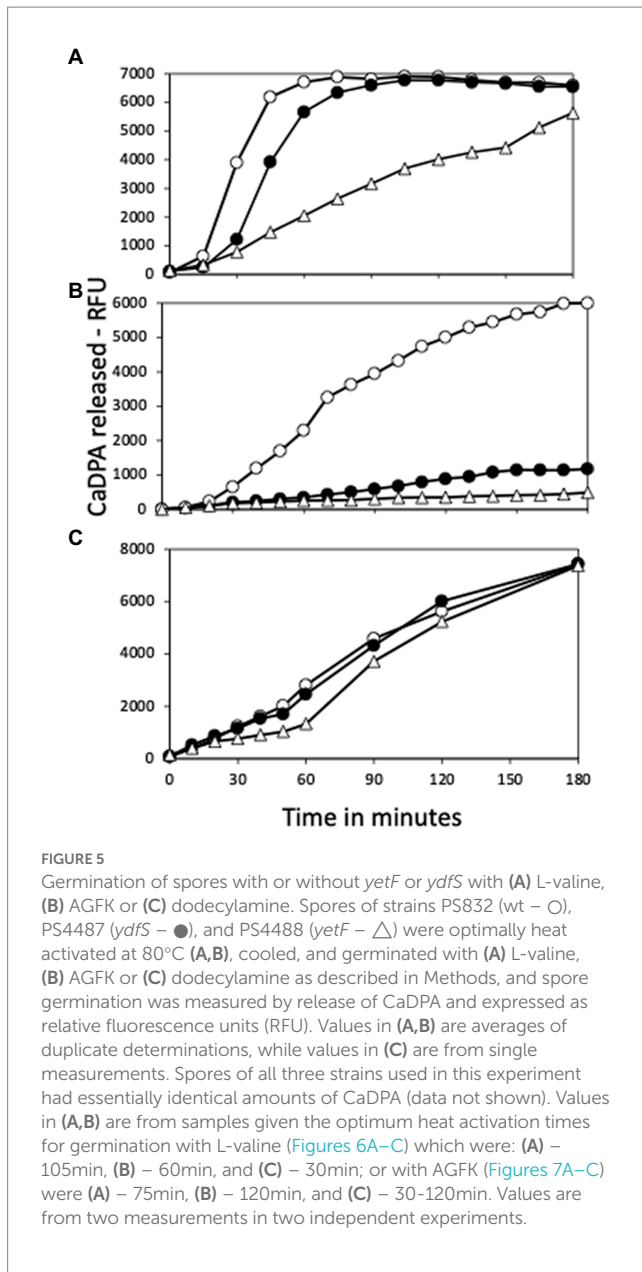 A
7000
6000
5000
4000
3000
2000
1000
0
B
6000
5000
4000
3000
2000
1000
0
CaDPA released - RFU
C
8000
6000
4000
2000
0
0 30 60 90 120 150 180
Time in minutes
FIGURE 5
Germination of spores with or without yetF or ydfS with (A) L-valine,
(B) AGFK or (C) dodecylamine. Spores of strains PS832 (wt – ○),
PS4487 (ydfS – ●), and PS4488 (yetF – △) were optimally heat
activated at 80°C (A,B), cooled, and germinated with (A) L-valine,
(B) AGFK or (C) dodecylamine as described in Methods, and spore
germination was measured by release of CaDPA and expressed as
relative fluorescence units (RFU). Values in (A,B) are averages of
duplicate determinations, while values in (C) are from single
measurements. Spores of all three strains used in this experiment
had essentially identical amounts of CaDPA (data not shown). Values
in (A,B) are from samples given the optimum heat activation times
for germination with L-valine (Figures 6A–C) which were: (A) –
105min, (B) – 60min, and (C) – 30min; or with AGFK (Figures 7A–C)
were (A) – 75min, (B) – 120min, and (C) – 30-120min. Values are
from two measurements in two independent experiments.